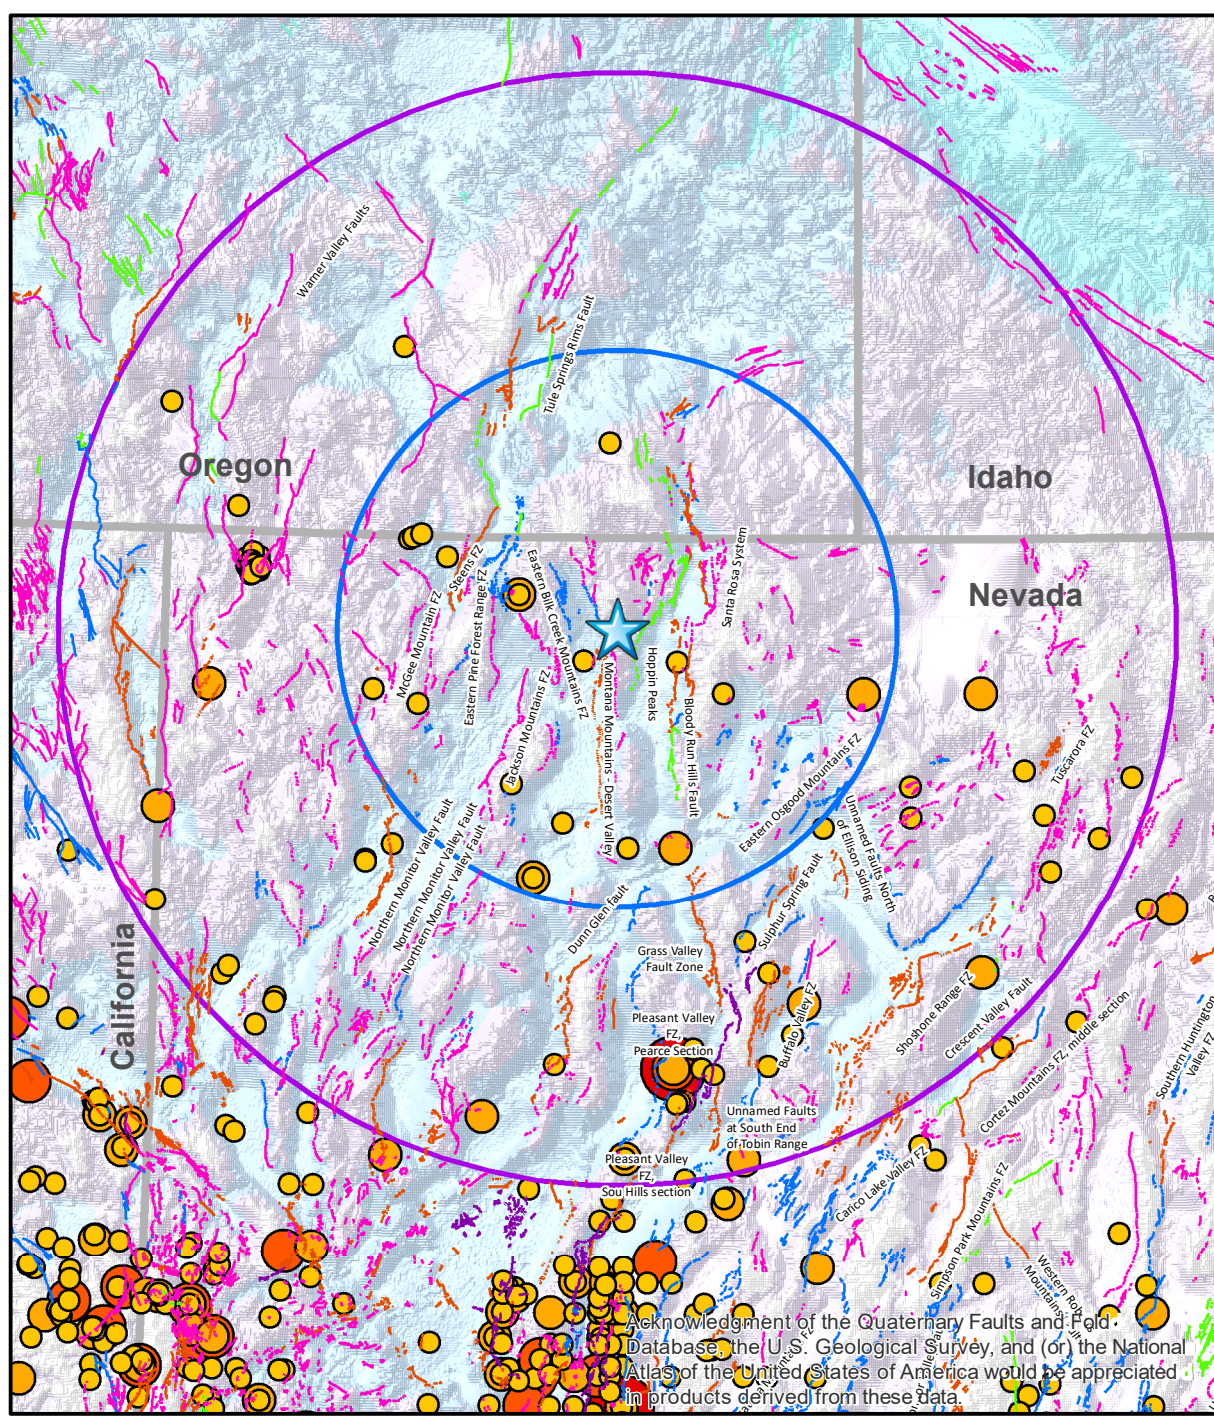 Warner Valley Faults
Tule Springs Rims Fault
Oregon
Idaho
Nevada
California
Steens FZ
McGee Mountain FZ
Eastern Pine Forest Range FZ
Eastern Bilk Creek Mountains FZ
Santa Rosa System
Jackson Mountains FZ
Montana Mountains - Desert Valley
Hoppin Peaks
Bloody Run Hills Fault
Eastern Osgood Mountains FZ
Tuscarora FZ
Northern Monitor Valley Fault
Northern Monitor Valley Fault
Northern Monitor Valley Fault
Unnamed Faults North
of Ellison Siding
Sulphur Spring Fault
Dunn Glen fault
Grass Valley
Fault Zone
Pleasant Valley
FZ,
Pearce Section
Buffalo Valley FZ
Shoshone Range FZ
Crescent Valley Fault
Cortez Mountains FZ, middle section
Southern Huntington
Valley FZ
Unnamed Faults
at South End
of Tobin Range
Pleasant Valley
FZ,
Sou Hills section
Carico Lake Valley FZ
Simpson Park Mountains FZ
Western
Mountains
Acknowledgment of the Quaternary Faults and Fold
Database, the U.S. Geological Survey, and (or) the National
Atlas of the United States of America would be appreciated
in products derived from these data.